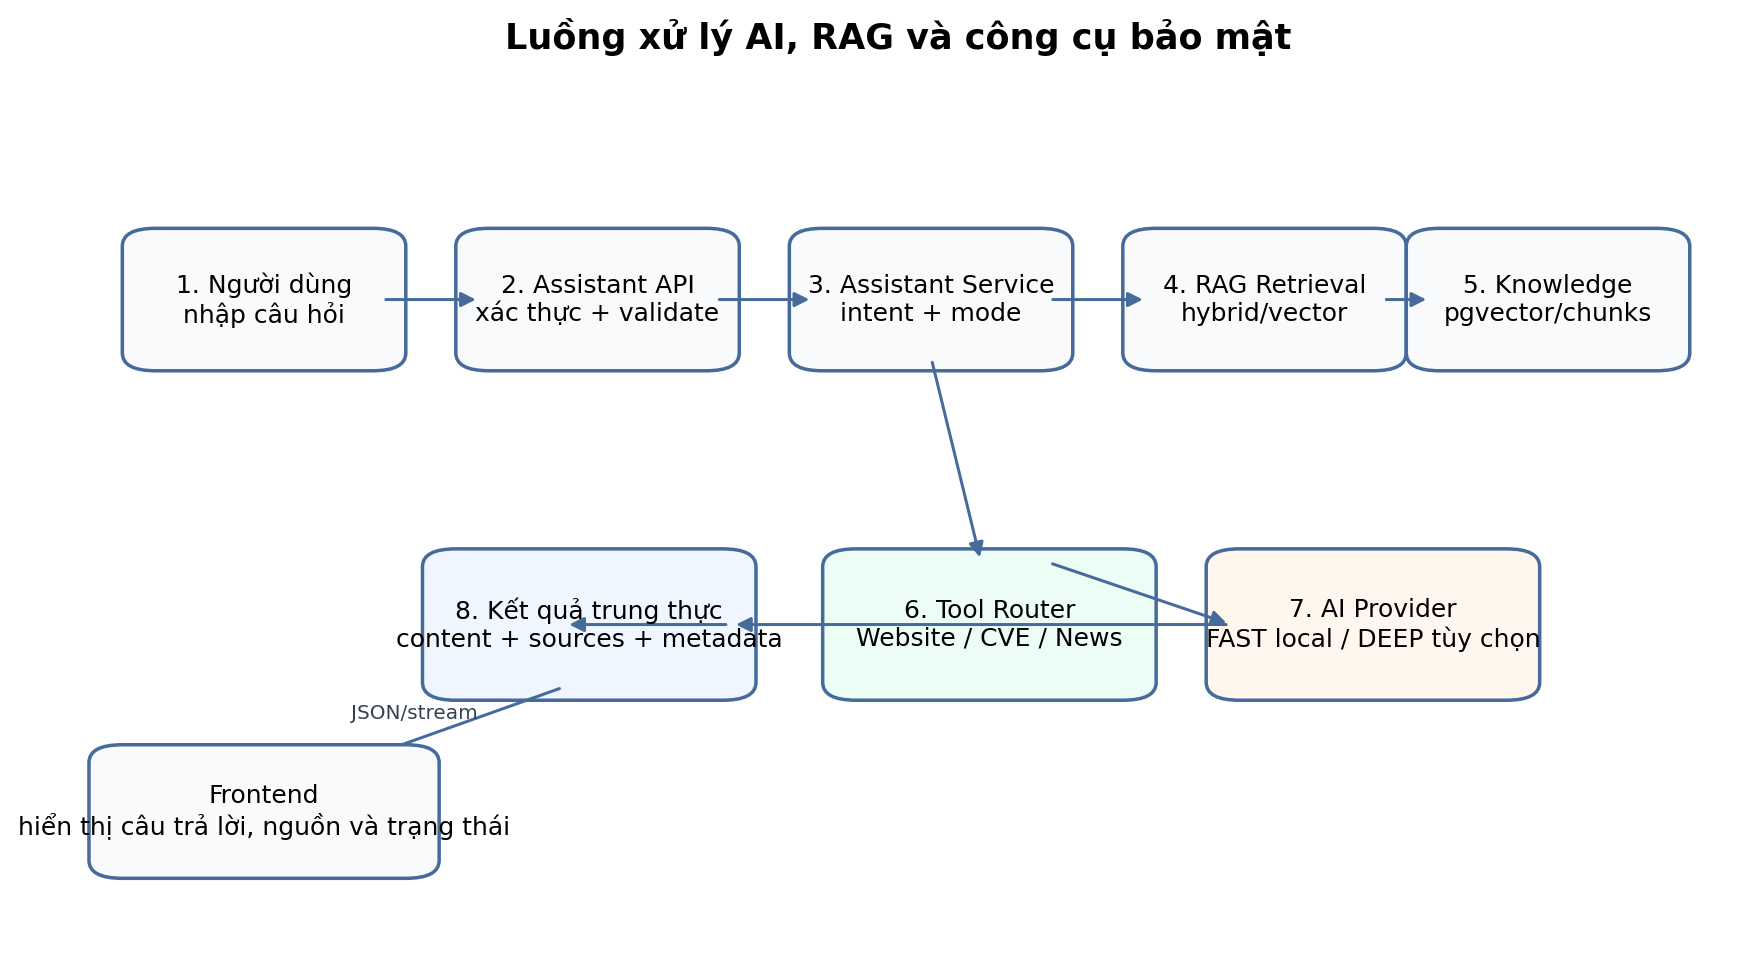 Luồng xử lý AI, RAG và công cụ bảo mật
1. Người dùng
nhập câu hỏi
2. Assistant API
xác thực + validate
3. Assistant Service
intent + mode
4. RAG Retrieval
hybrid/vector
5. Knowledge
pgvector/chunks
8. Kết quả trung thực
content + sources + metadata
6. Tool Router
Website / CVE / News
7. AI Provider
FAST local / DEEP tùy chọn
JSON/stream
Frontend
hiển thị câu trả lời, nguồn và trạng thái